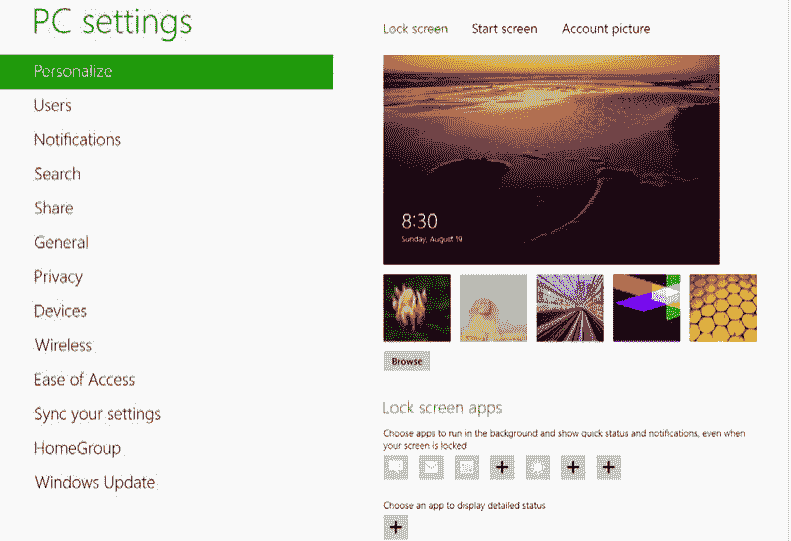 PC settings
Personalize
Users
Notifications
Search
Share
General
Privacy
Devices
Wireless
Ease of Access
Sync your settings
HomeGroup
Windows Update
Lock screen Start screen Account picture
8:30
Sunday, August 19
Browse
Lock screen apps
Choose apps to run in the background and show quick status and notifications, even when
your screen is locked
Choose an app to display detailed status